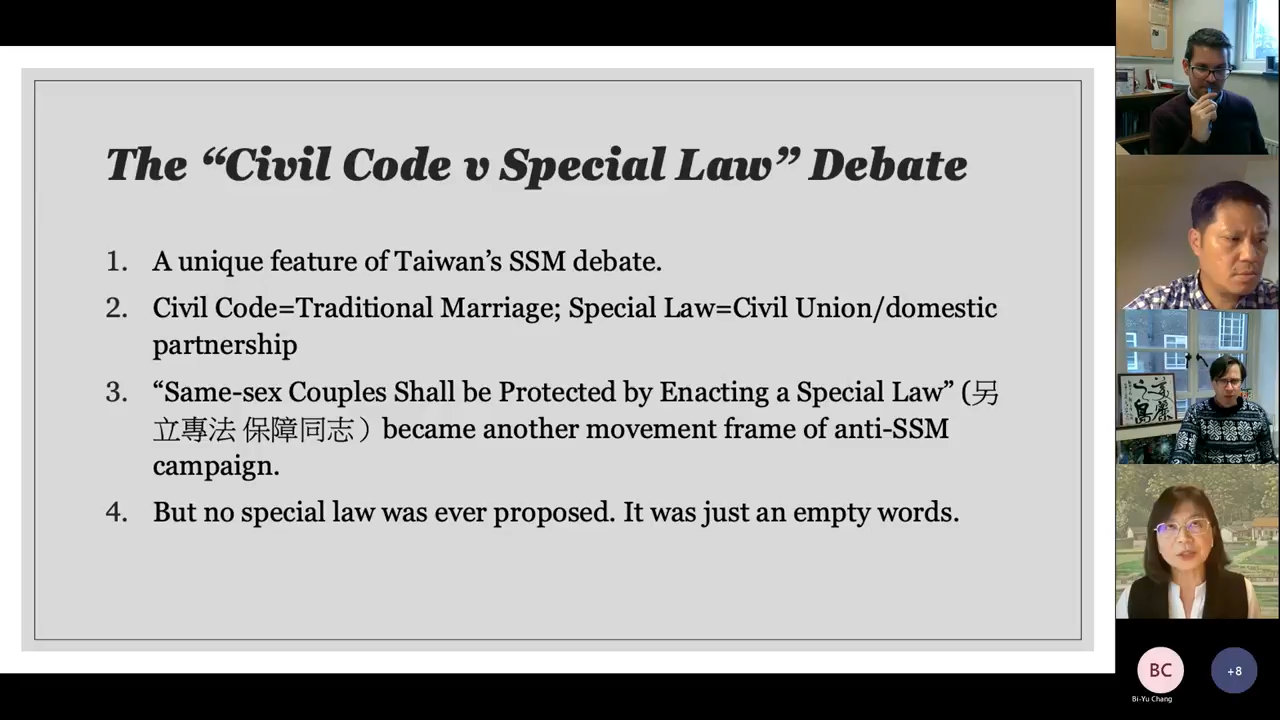 The “Civil Code v Special Law” Debate
1. A unique feature of Taiwan’s SSM debate.
2. Civil Code=Traditional Marriage; Special Law=Civil Union/domestic
partnership
3. “Same-sex Couples Shall be Protected by Enacting a Special Law” (另
立專法 保障同志）became another movement frame of anti-SSM
campaign.
4. But no special law was ever proposed. It was just an empty words.
BC
+8
Bi-Yu Chang